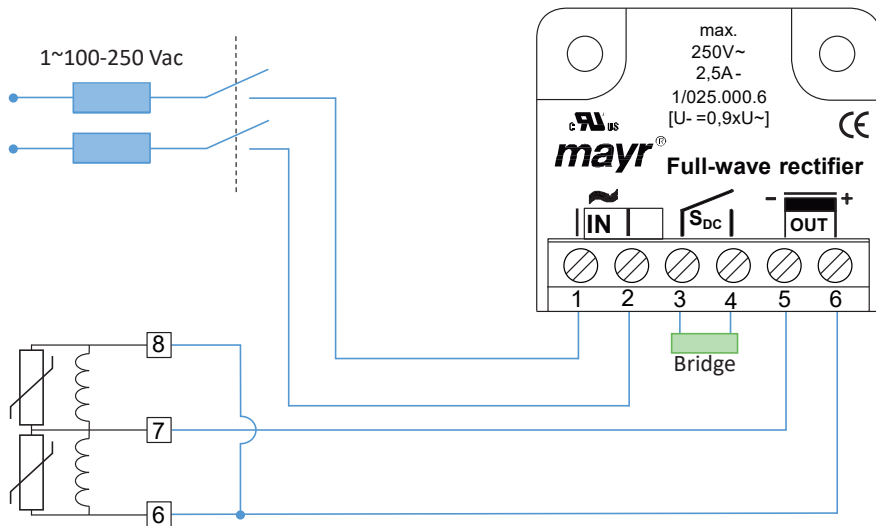 1~100-250 Vac
max.
250V~
2,5A-
1/025.000.6
[U- =0,9xU~]
c RU us
CE
mayr ®
Full-wave rectifier
~
- +
IN
SDC
OUT
1 2 3 4 5 6
Bridge
8
7
6